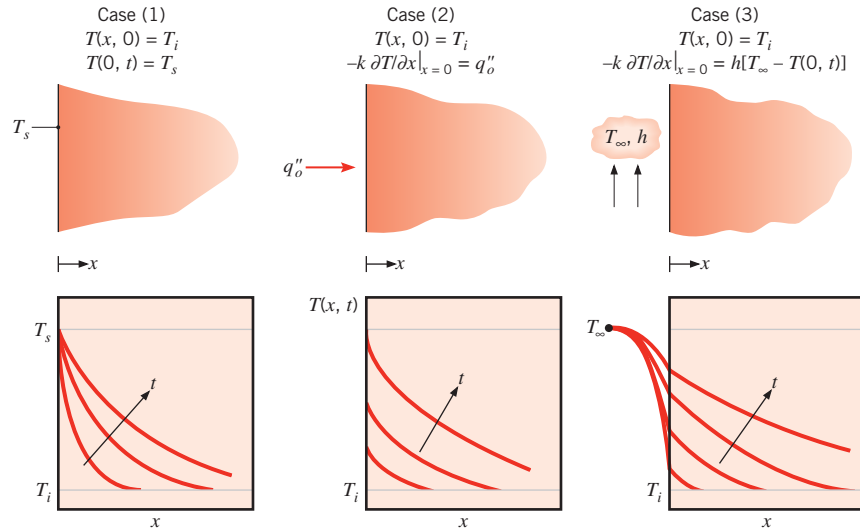 Case (1)
T(x, 0) = T_i
T(0, t) = T_s
Case (2)
T(x, 0) = T_i
–k ∂T/∂x|_{x = 0} = q''_o
Case (3)
T(x, 0) = T_i
–k ∂T/∂x|_{x = 0} = h[T_∞ – T(0, t)]
T_s
q''_o
T_∞, h
x
x
x
T_s
t
T_i
x
T(x, t)
t
T_i
x
T_∞
t
T_i
x